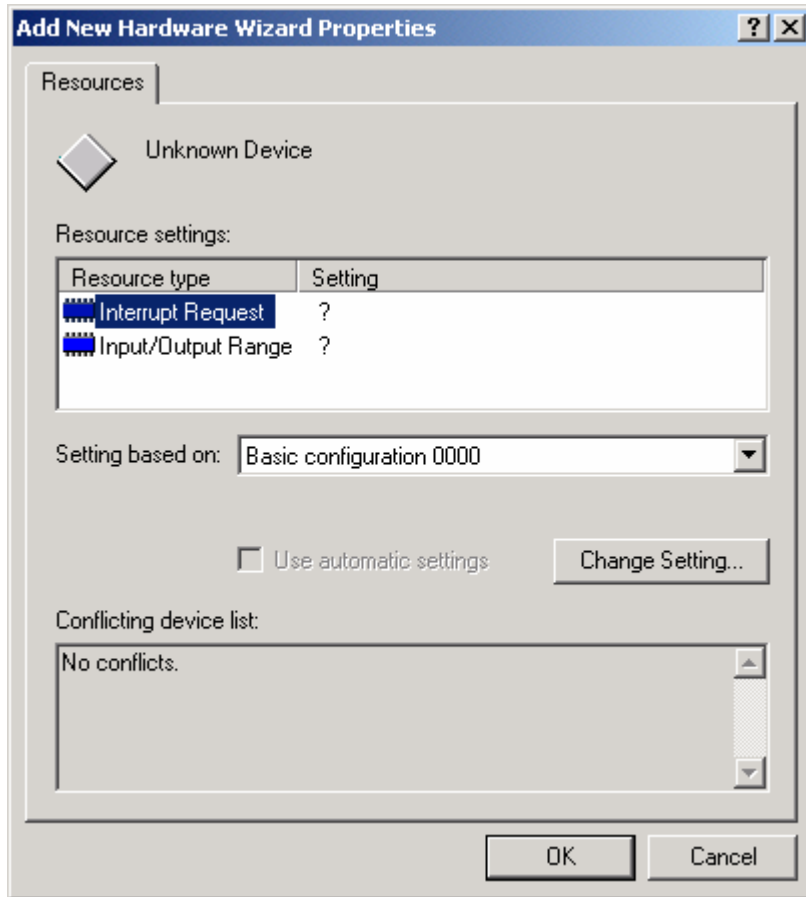 Add New Hardware Wizard Properties
Resources
Unknown Device
Resource settings:
Resource type Setting
Interrupt Request ?
Input/Output Range ?
Setting based on: Basic configuration 0000
Use automatic settings Change Setting...
Conflicting device list:
No conflicts.
OK Cancel